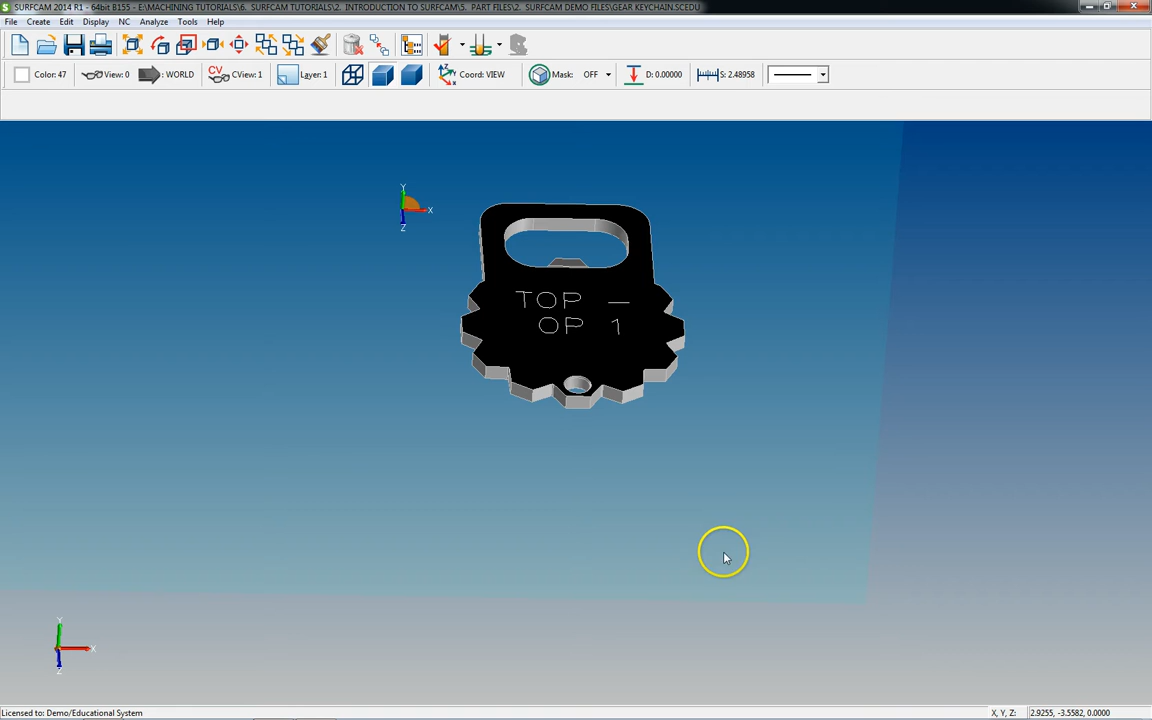 SURFCAM 2014 R1 - 64bit B155 - E:\MACHINING TUTORIALS\6. SURFCAM TUTORIALS\2. INTRODUCTION TO SURFCAM\5. PART FILES\2. SURFCAM DEMO FILES\GEAR KEYCHAIN.SCEDU
File Create Edit Display NC Analyze Tools Help
Color: 47 View: 0 : WORLD CV CView: 1 Layer: 1 Coord: VIEW Mask: OFF D: 0.00000 S: 2.48958
Y
X
Z
TOP —
OP 1
Y
X
Z
Licensed to: Demo/Educational System X, Y, Z: 2.9255, -3.5582, 0.0000